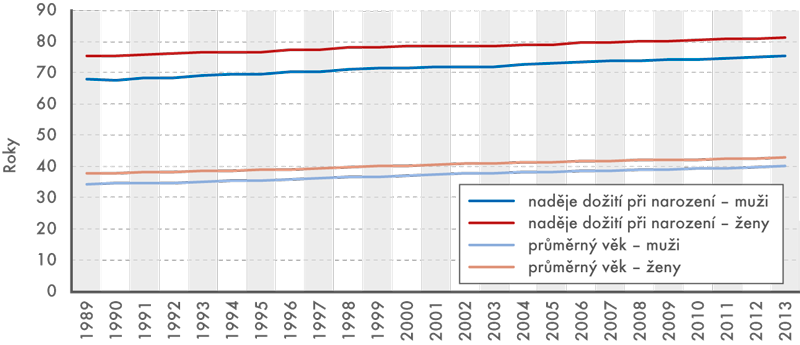 90
80
70
60
50
40
30
20
10
0
Roky
naděje dožití při narození – muži
naděje dožití při narození – ženy
průměrný věk – muži
průměrný věk – ženy
1989 1990 1991 1992 1993 1994 1995 1996 1997 1998 1999 2000 2001 2002 2003 2004 2005 2006 2007 2008 2009 2010 2011 2012 2013